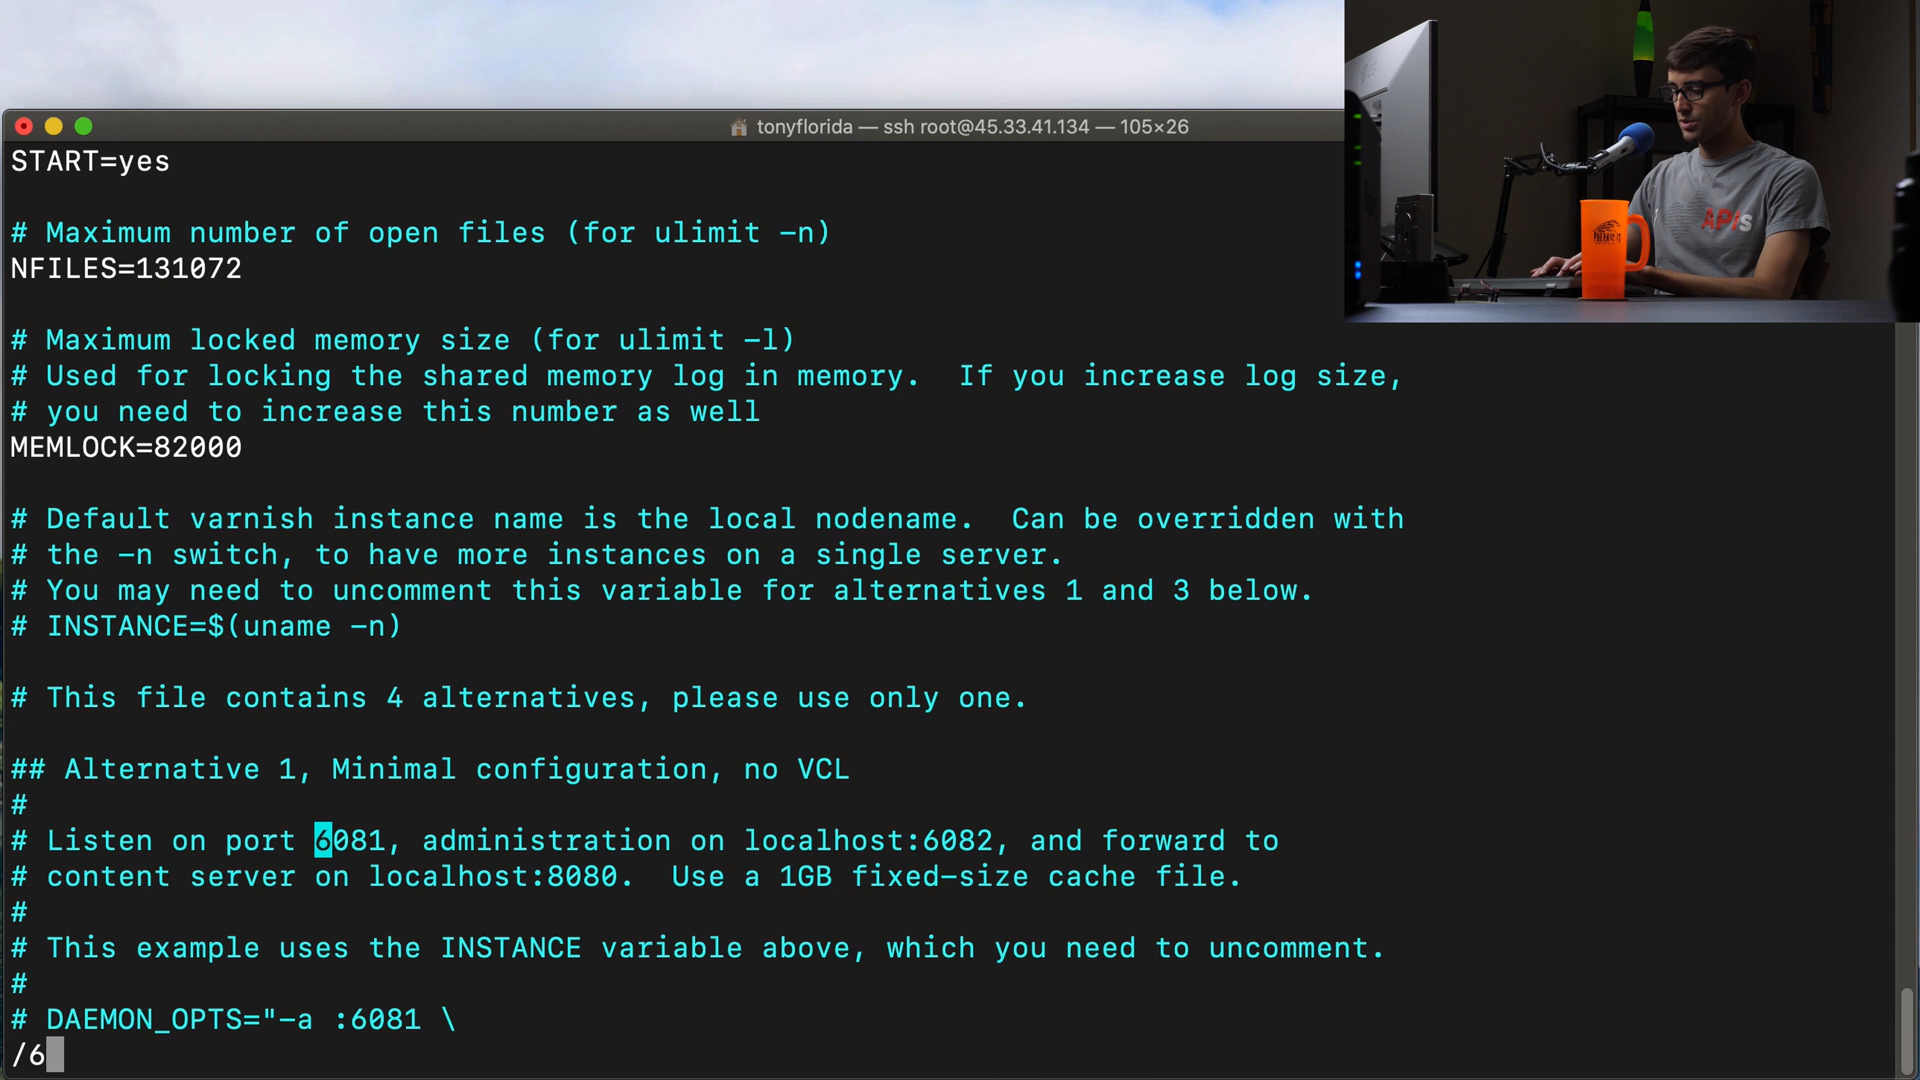 tonyflorida — ssh root@45.33.41.134 — 105×26
START=yes
# Maximum number of open files (for ulimit -n)
NFILES=131072
# Maximum locked memory size (for ulimit -l)
# Used for locking the shared memory log in memory.  If you increase log size,
# you need to increase this number as well
MEMLOCK=82000
# Default varnish instance name is the local nodename.  Can be overridden with
# the -n switch, to have more instances on a single server.
# You may need to uncomment this variable for alternatives 1 and 3 below.
# INSTANCE=$(uname -n)
# This file contains 4 alternatives, please use only one.
## Alternative 1, Minimal configuration, no VCL
#
# Listen on port 6081, administration on localhost:6082, and forward to
# content server on localhost:8080.  Use a 1GB fixed-size cache file.
#
# This example uses the INSTANCE variable above, which you need to uncomment.
#
# DAEMON_OPTS="-a :6081 \
/6
APIs